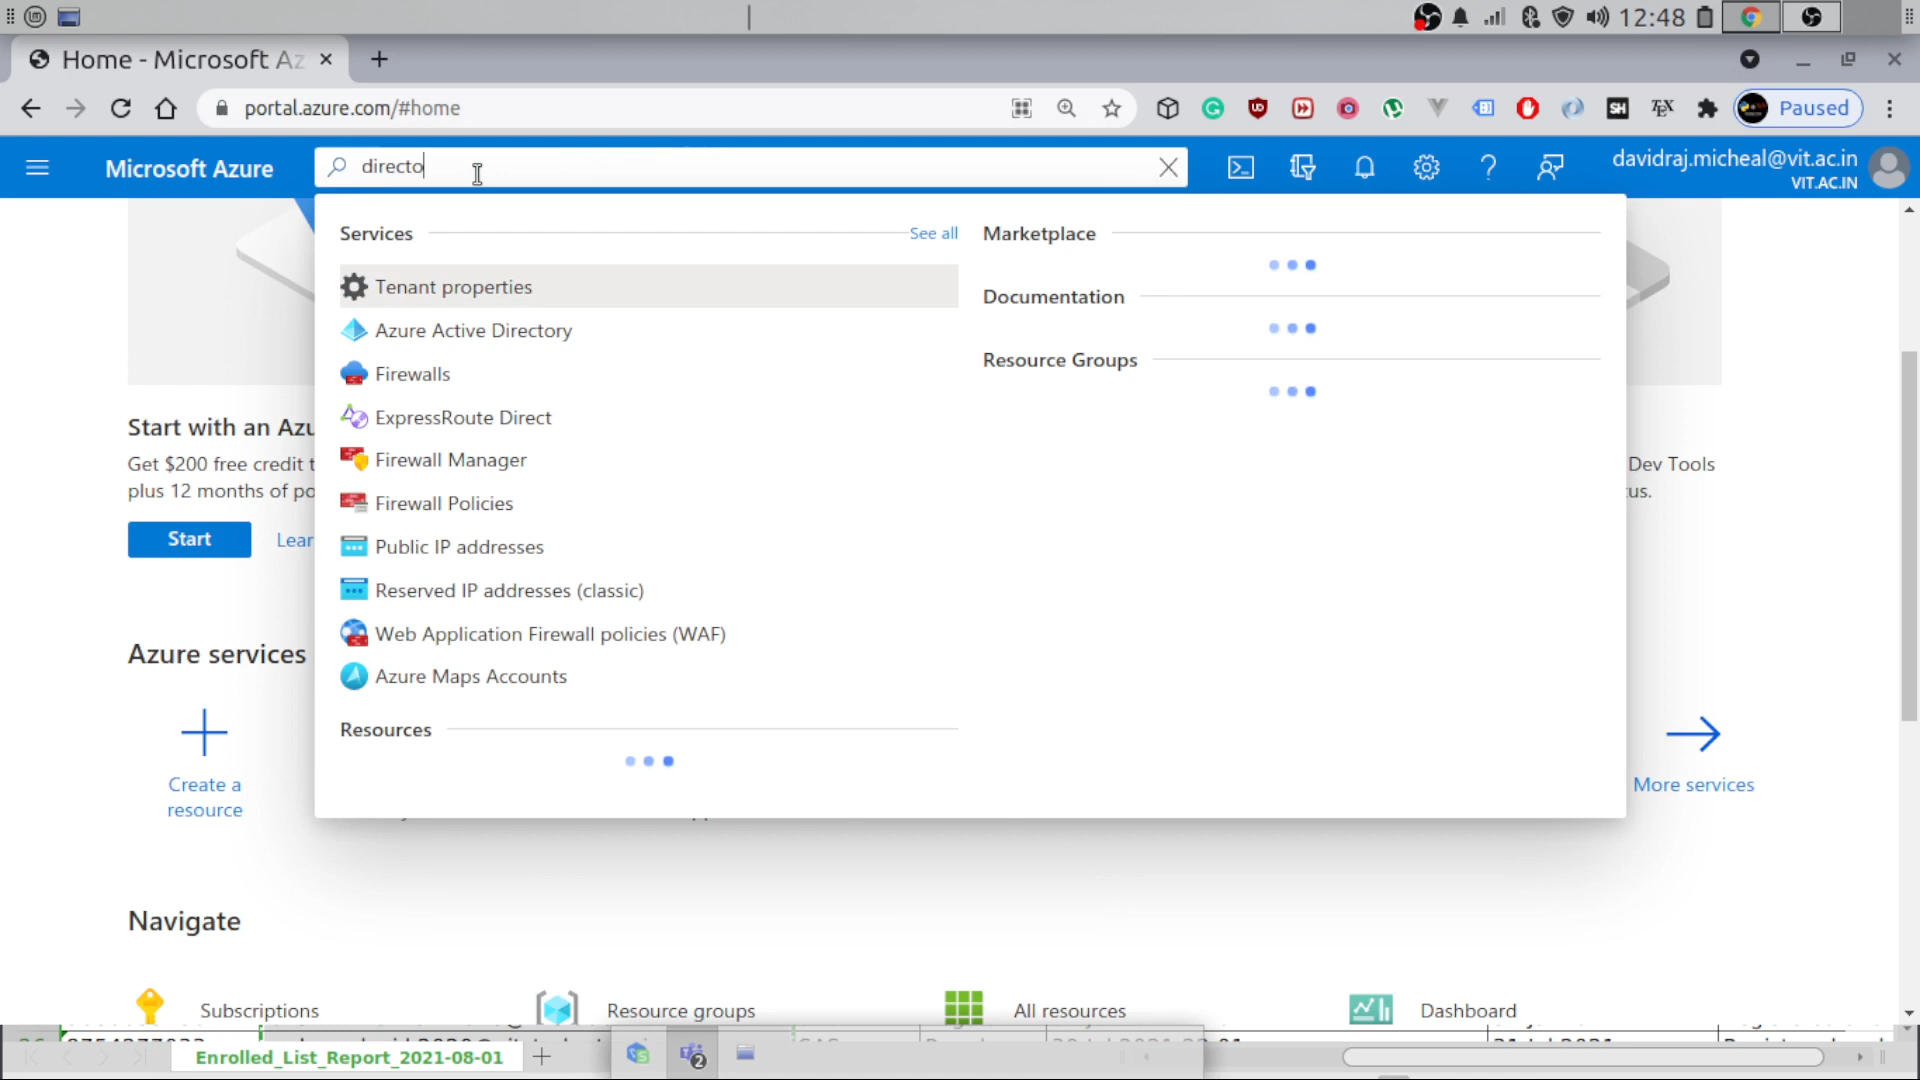 12:48
Home - Microsoft Az
portal.azure.com/#home
Paused
Microsoft Azure
directo
davidraj.micheal@vit.ac.in
VIT.AC.IN
Services
See all
Tenant properties
Azure Active Directory
Firewalls
ExpressRoute Direct
Firewall Manager
Firewall Policies
Public IP addresses
Reserved IP addresses (classic)
Web Application Firewall policies (WAF)
Azure Maps Accounts
Resources
Marketplace
Documentation
Resource Groups
Start with an Azu
Get $200 free credit t
plus 12 months of po
Start
Lear
Dev Tools
us.
Azure services
Create a
resource
More services
Navigate
Subscriptions
Resource groups
All resources
Dashboard
Enrolled_List_Report_2021-08-01
2